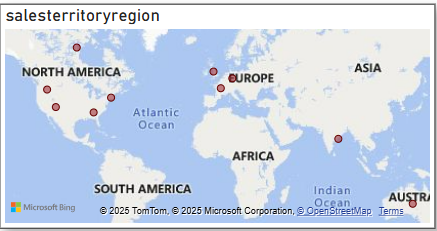 salesterritoryregion
NORTH AMERICA
EUROPE
ASIA
Atlantic
Ocean
AFRICA
SOUTH AMERICA
Indian
Ocean
AUSTRA
Microsoft Bing
© 2025 TomTom, © 2025 Microsoft Corporation, © OpenStreetMap Terms